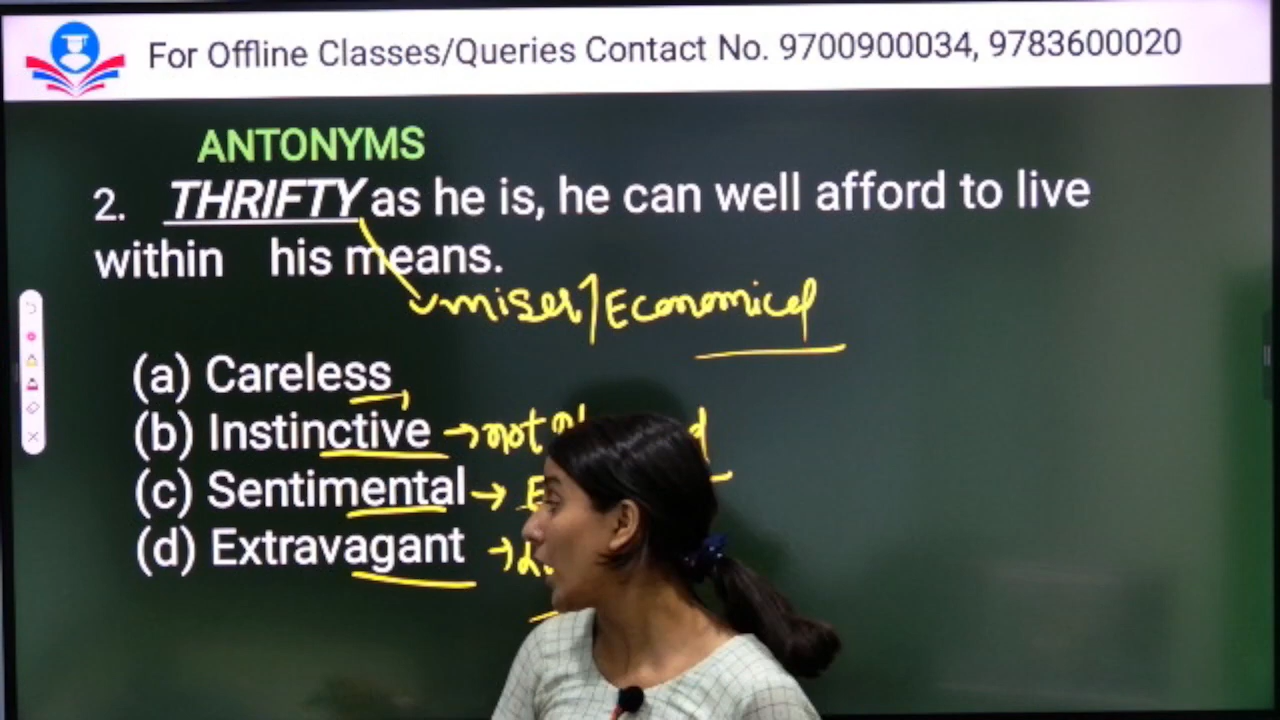 For Offline Classes/Queries Contact No. 9700900034, 9783600020
ANTONYMS
2. THRIFTY as he is, he can well afford to live
within his means.
miser/Economical
(a) Careless
(b) Instinctive → not
(c) Sentimental →
(d) Extravagant →